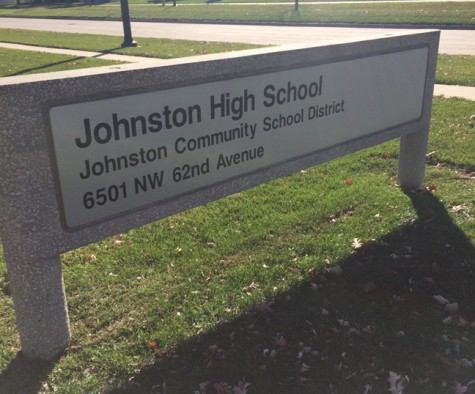 Johnston High School
Johnston Community School District
6501 NW 62nd Avenue